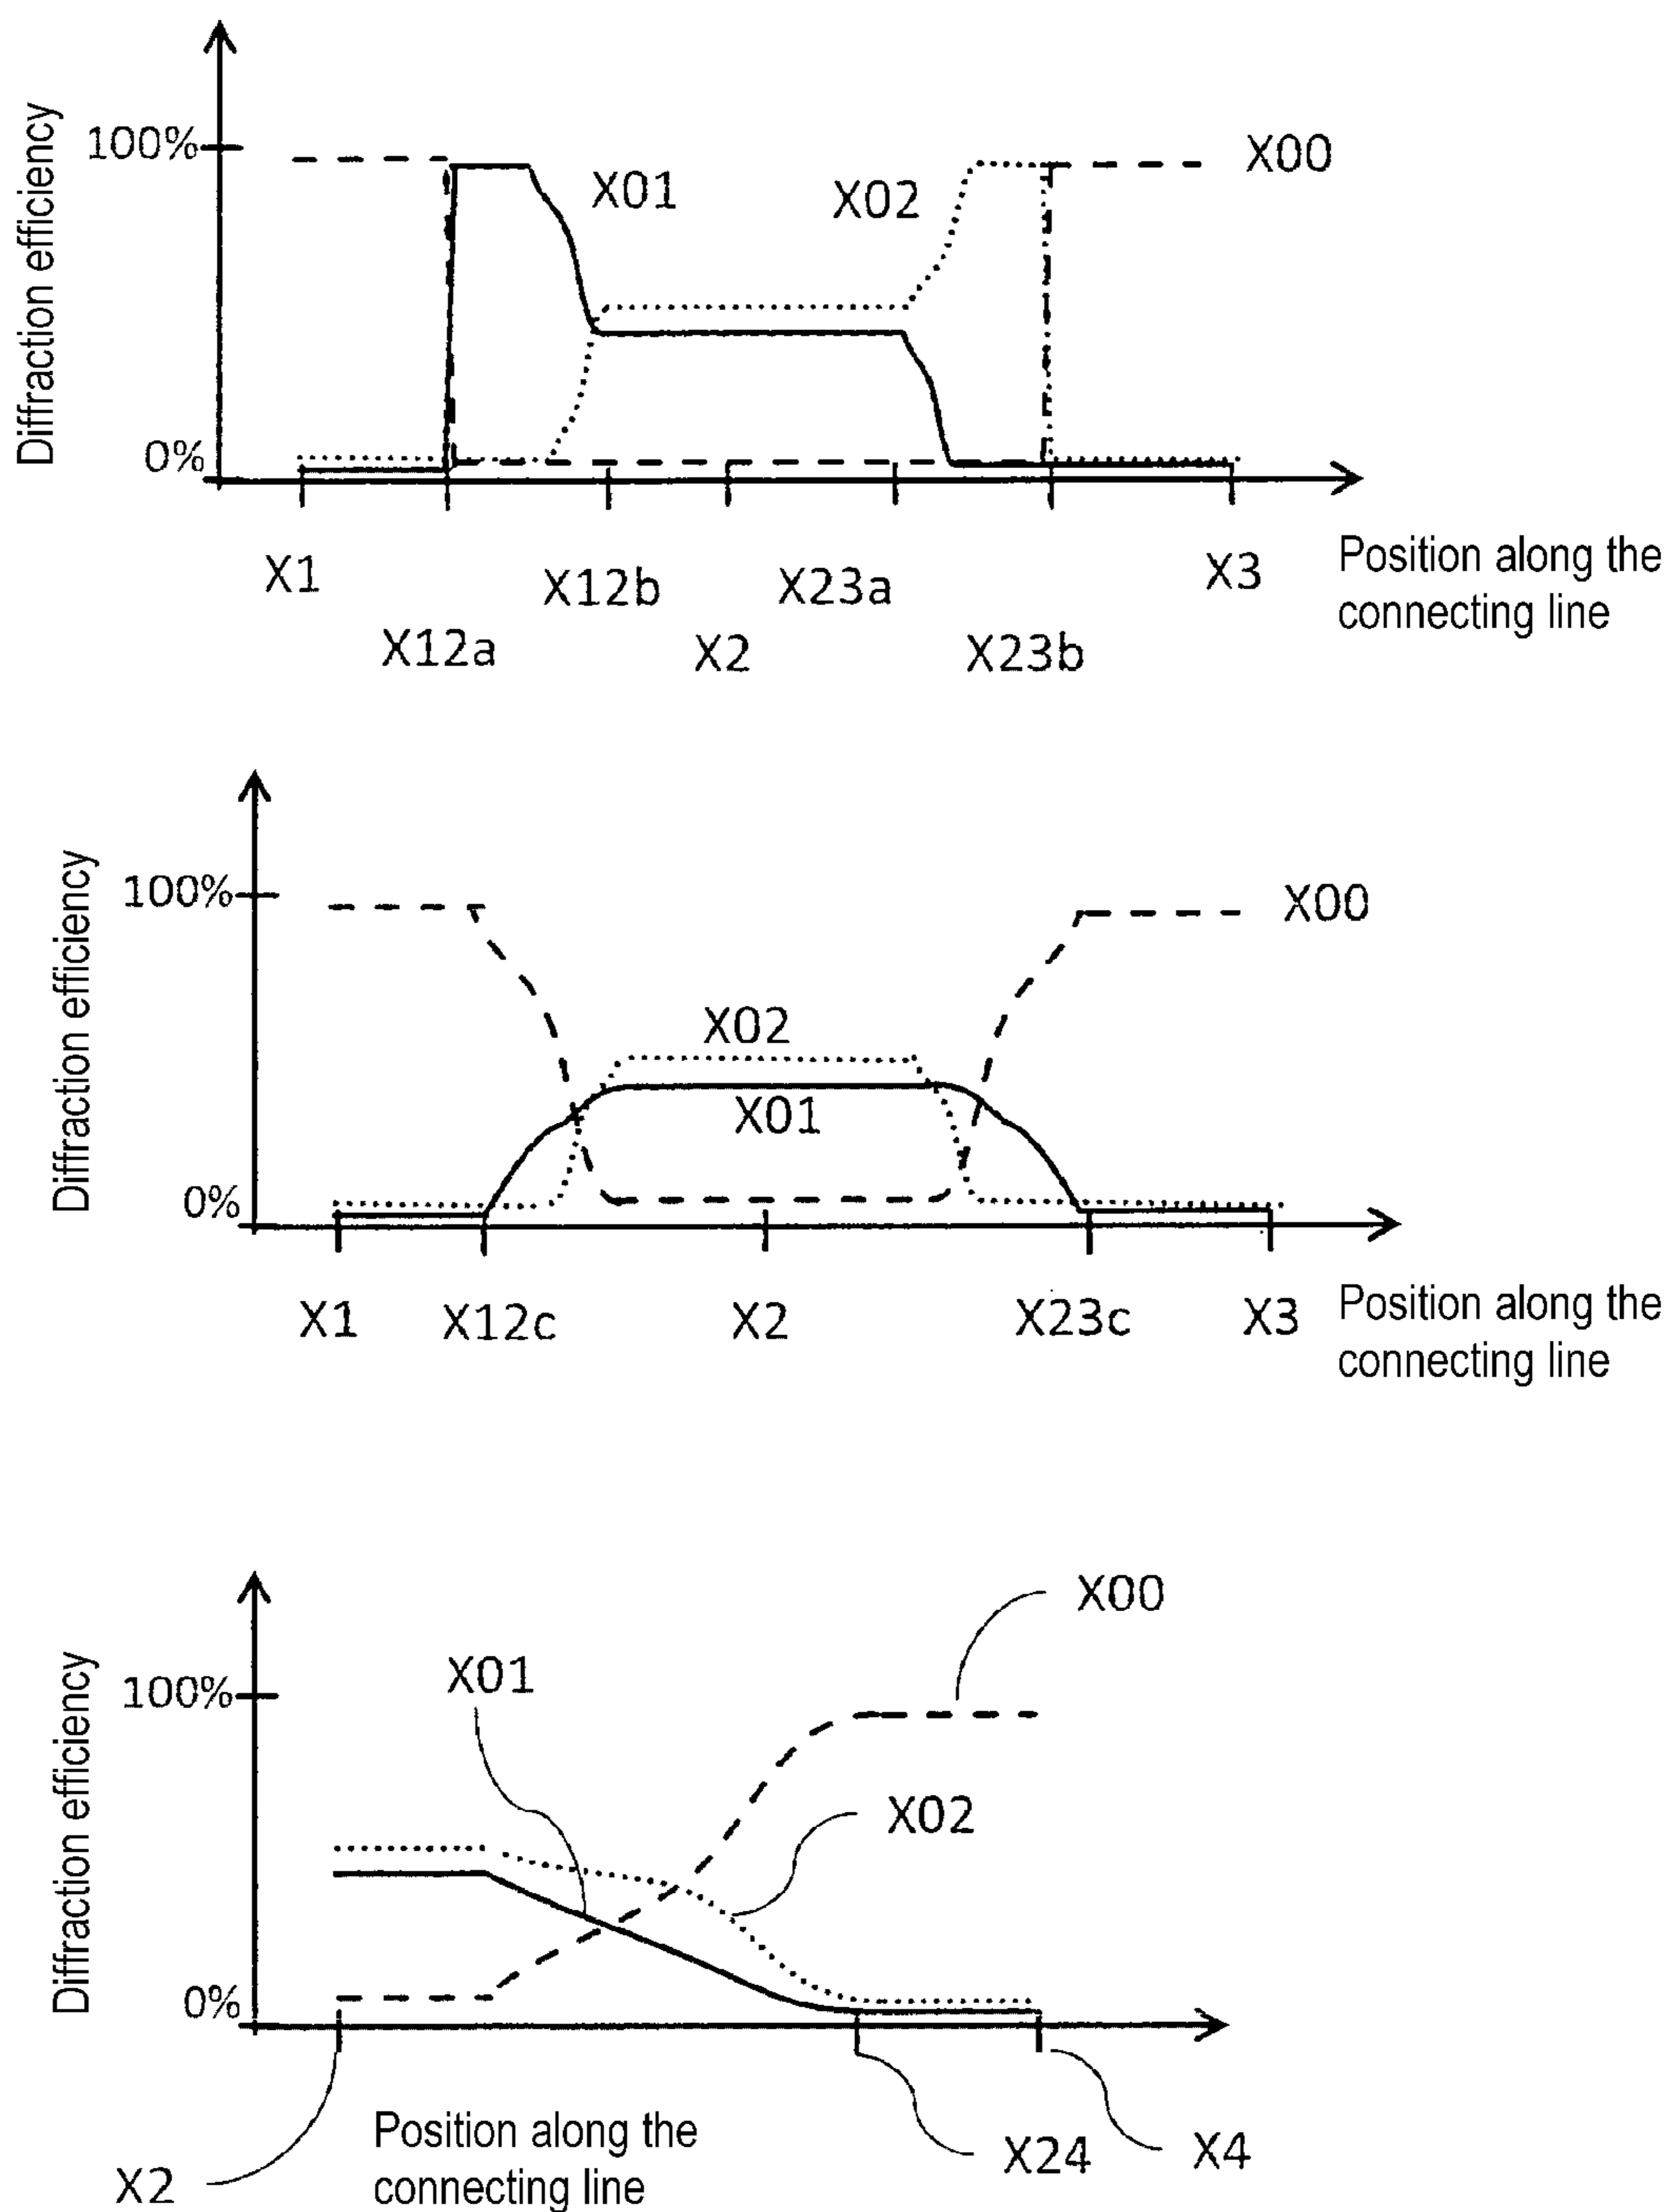 Diffraction efficiency
100%
X01
X02
X00
0%
X1
X12a
X12b
X2
X23a
X23b
X3
Position along the
connecting line
Diffraction efficiency
100%
X00
X02
X01
0%
X1
X12c
X2
X23c
X3
Position along the
connecting line
Diffraction efficiency
100%
X01
X00
X02
0%
X2
Position along the
connecting line
X24
X4